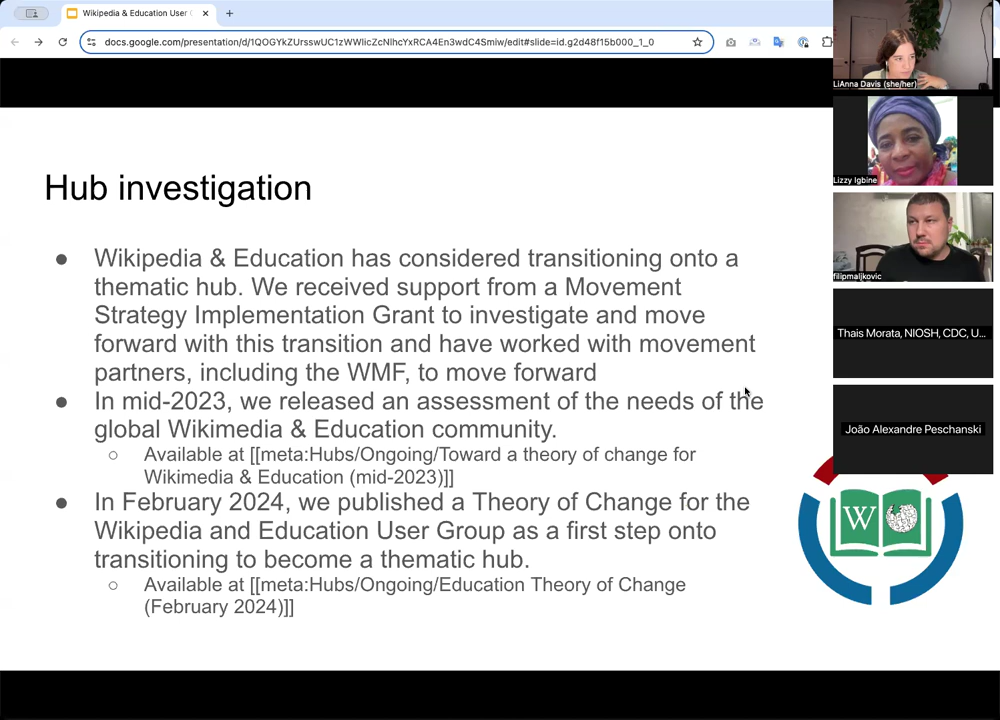 Wikipedia & Education User
docs.google.com/presentation/d/1QOGYkZUrsswUC1zWWlicZcNlhcYxRCA4En3wdC4Smiw/edit#slide=id.g2d48f15b000_1_0
LiAnna Davis (she/her)
Lizzy Igbine
filipmaljkovic
Thais Morata, NIOSH, CDC, U...
João Alexandre Peschanski
Hub investigation
● Wikipedia & Education has considered transitioning onto a
thematic hub. We received support from a Movement
Strategy Implementation Grant to investigate and move
forward with this transition and have worked with movement
partners, including the WMF, to move forward
● In mid-2023, we released an assessment of the needs of the
global Wikimedia & Education community.
○ Available at [[meta:Hubs/Ongoing/Toward a theory of change for
Wikimedia & Education (mid-2023)]]
● In February 2024, we published a Theory of Change for the
Wikipedia and Education User Group as a first step onto
transitioning to become a thematic hub.
○ Available at [[meta:Hubs/Ongoing/Education Theory of Change
(February 2024)]]
W